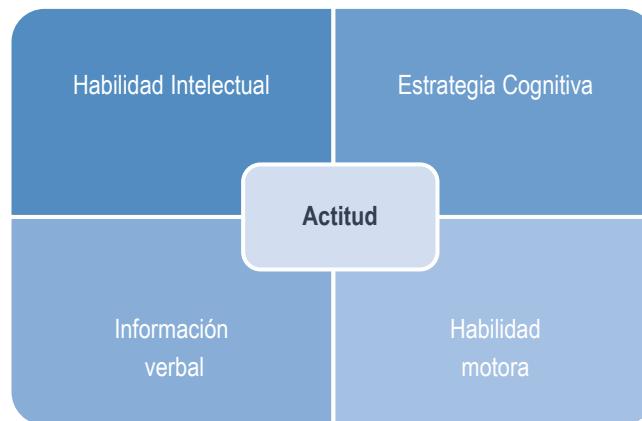 Habilidad Intelectual
Estrategia Cognitiva
Actitud
Información
verbal
Habilidad
motora